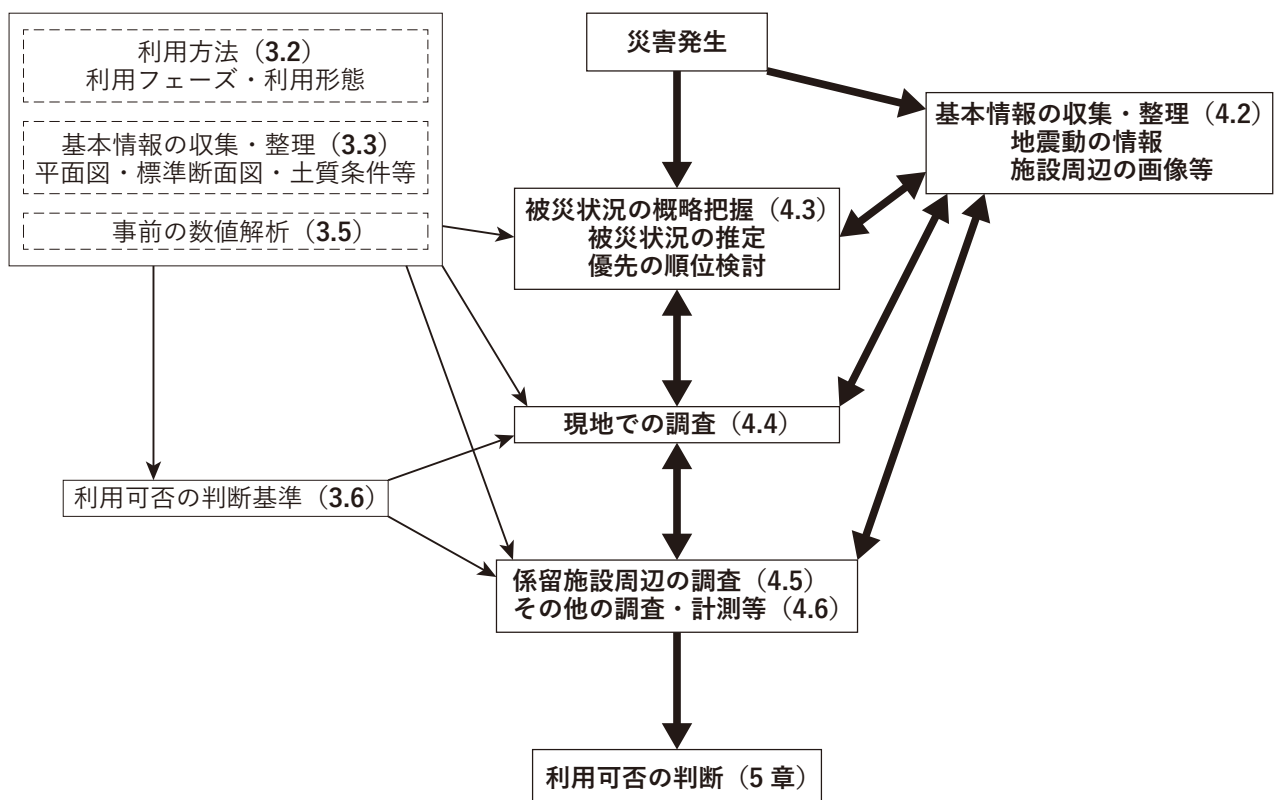 利用方法（3.2）
利用フェーズ・利用形態
基本情報の収集・整理（3.3）
平面図・標準断面図・土質条件等
事前の数値解析（3.5）
災害発生
基本情報の収集・整理（4.2）
地震動の情報
施設周辺の画像等
被災状況の概略把握（4.3）
被災状況の推定
優先の順位検討
現地での調査（4.4）
利用可否の判断基準（3.6）
係留施設周辺の調査（4.5）
その他の調査・計測等（4.6）
利用可否の判断（5 章）